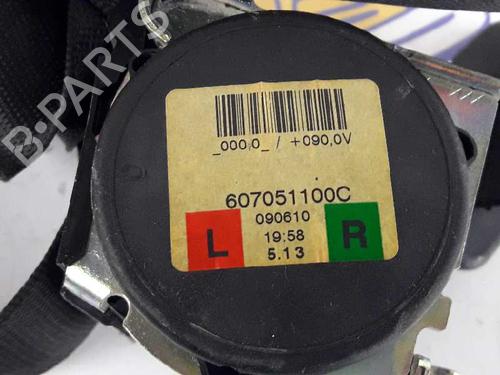 B-PARTS
_000,0_ / +090,0V
607051100C
090610
L
19:58
R
5.13